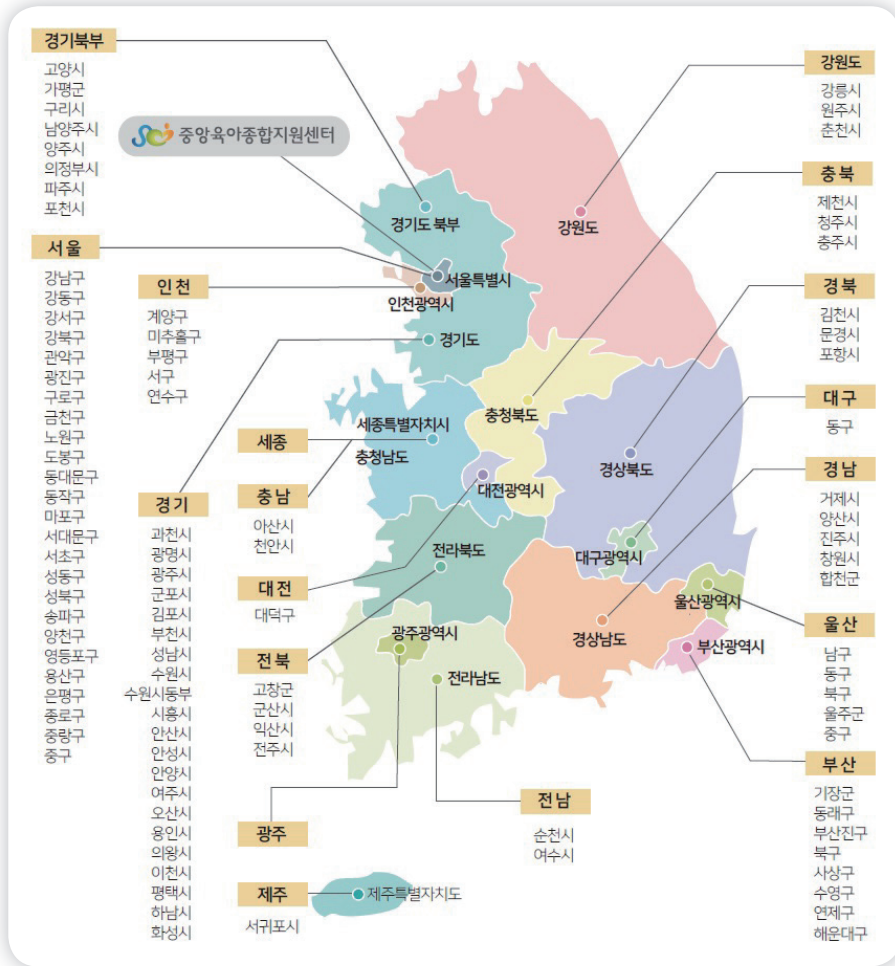 경기북부
고양시
가평군
구리시
남양주시
양주시
의정부시
파주시
포천시
중앙육아종합지원센터
서울
강남구
강동구
강서구
강북구
관악구
광진구
구로구
금천구
노원구
도봉구
동대문구
동작구
마포구
서대문구
서초구
성동구
성북구
송파구
양천구
영등포구
용산구
은평구
종로구
중랑구
중구
인천
계양구
미추홀구
부평구
서구
연수구
경기
과천시
광명시
광주시
군포시
김포시
부천시
성남시
수원시
수원시동부
시흥시
안산시
안성시
안양시
여주시
오산시
용인시
의왕시
이천시
평택시
하남시
화성시
세종
충남
아산시
천안시
대전
대덕구
전북
고창군
군산시
익산시
전주시
광주
제주
서귀포시
경기도 북부
서울특별시
인천광역시
경기도
강원도
세종특별자치시
충청남도
충청북도
대전광역시
경상북도
전라북도
대구광역시
울산광역시
광주광역시
경상남도
부산광역시
전라남도
제주특별자치도
전남
순천시
여수시
강원도
강릉시
원주시
춘천시
충북
제천시
청주시
충주시
경북
김천시
문경시
포항시
대구
동구
경남
거제시
양산시
진주시
창원시
합천군
울산
남구
동구
북구
울주군
중구
부산
기장군
동래구
부산진구
북구
사상구
수영구
연제구
해운대구